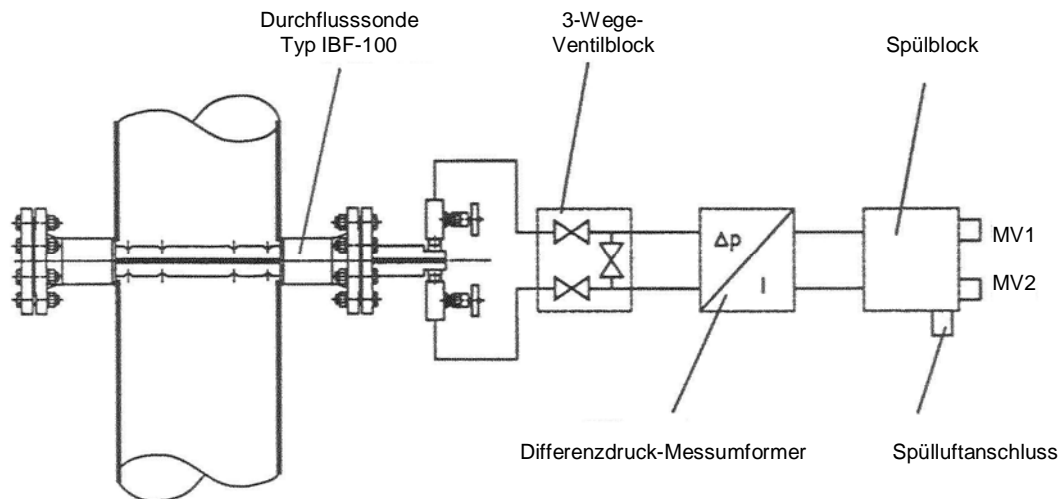 Durchflusssonde
Typ IBF-100
3-Wege-
Ventilblock
Spülblock
Δp
I
MV1
MV2
Differenzdruck-Messumformer
Spülluftanschluss